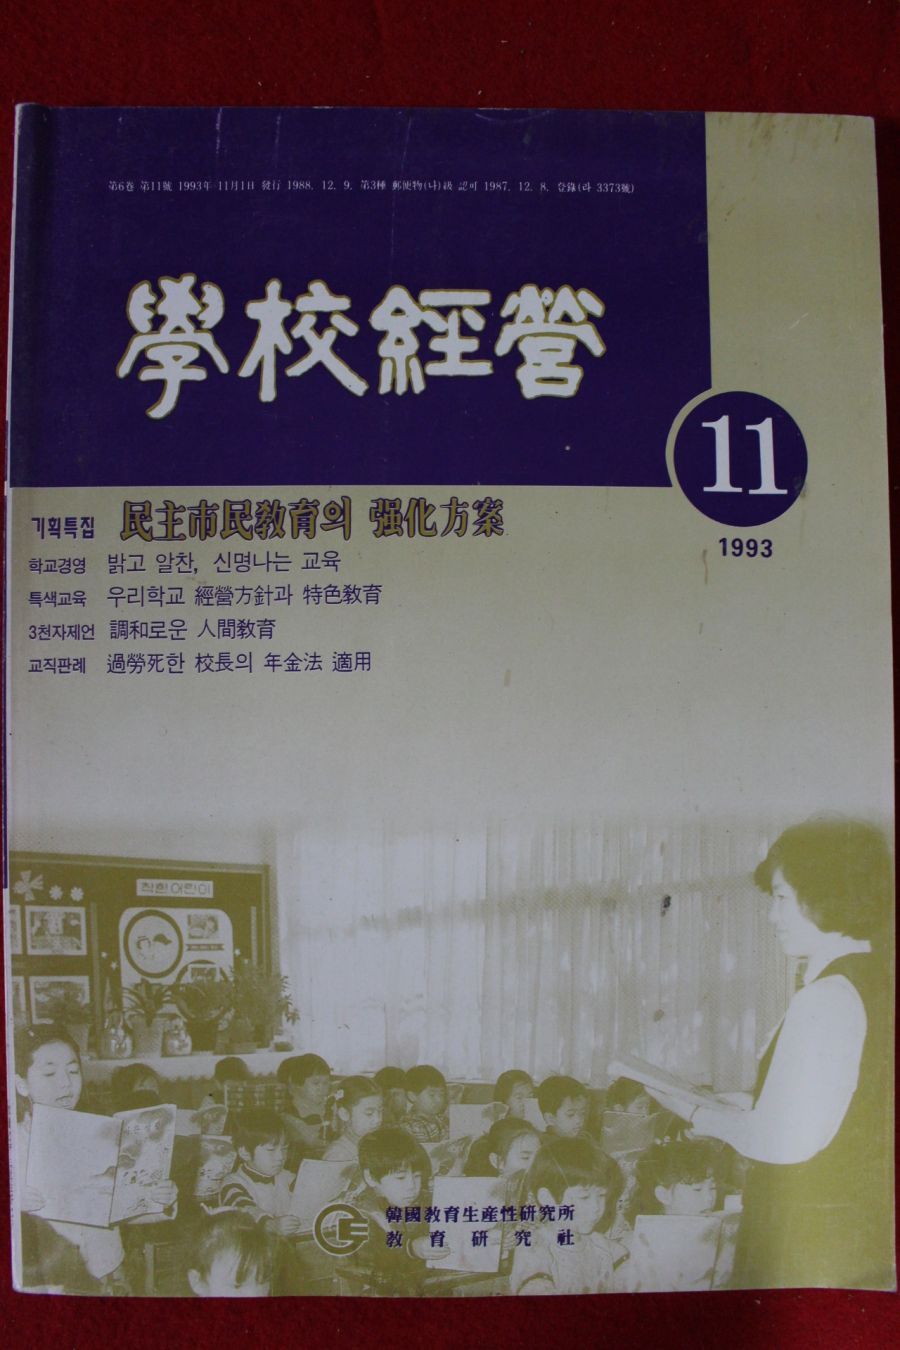 第6卷 第11號 1993年 11月1日 發行 1988. 12. 9. 第3種 郵便物(나)級 認可 1987. 12. 8. 登錄(라 3373號)
學校經營
11
1993
기획특집 民主市民敎育의 强化方案
학교경영 밝고 알찬, 신명나는 교육
특색교육 우리학교 經營方針과 特色敎育
3천자제언 調和로운 人間敎育
교직판례 過勞死한 校長의 年金法 適用
착한어린이
韓國敎育生産性硏究所
敎育硏究社